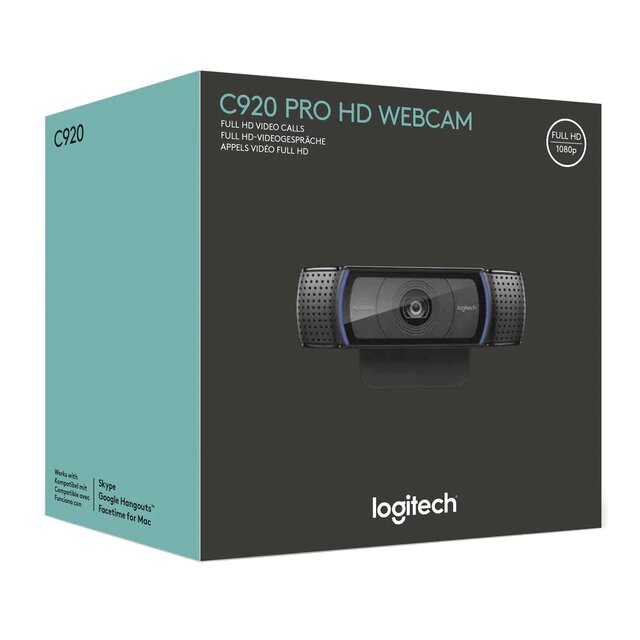 C920
Works with
Kompatibel mit
Compatible avec
Funciona con
Skype
Google Hangouts™
Facetime for Mac
C920 PRO HD WEBCAM
FULL HD VIDEO CALLS
FULL HD-VIDEOGESPRÄCHE
APPELS VIDÉO FULL HD
FULL HD
1080p
logitech
logitech